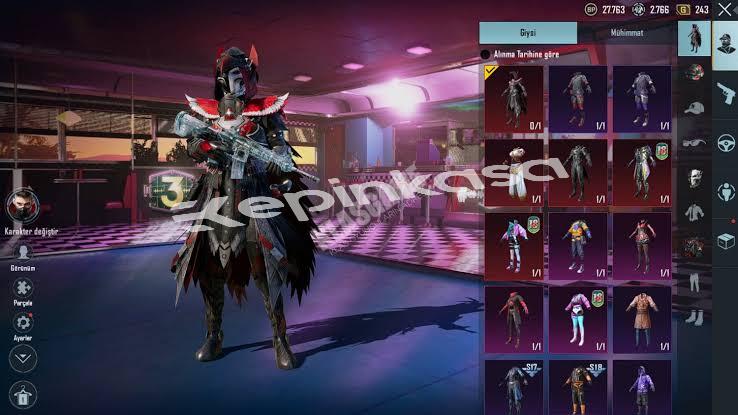 BP 27.763 2.766 G 243
Giysi Mühimmat
Alınma Tarihine göre
0/1 1/1 1/1
1/1 1/1 1/1
1/1 1/1 1/1
1/1 1/1 1/1
S17 S18
3
epinkasa
Karakter değiştir
Görünüm
Parçala
Ayarlar